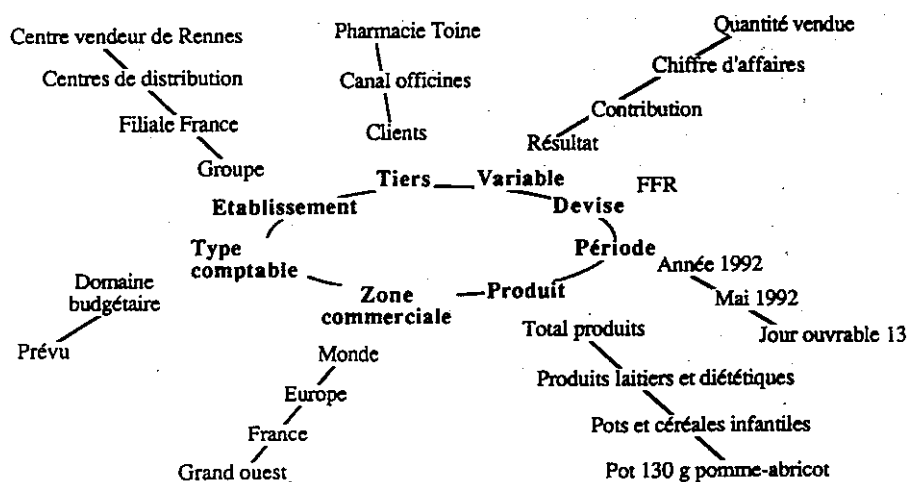 Centre vendeur de Rennes
Centres de distribution
Filiale France
Groupe
Pharmacie Toine
Canal officines
Clients
Quantité vendue
Chiffre d'affaires
Contribution
Résultat
Tiers
Variable
Etablissement
Devise
FFR
Type
comptable
Période
Zone
commerciale
Produit
Domaine
budgétaire
Prévu
Monde
Europe
France
Grand ouest
Année 1992
Mai 1992
Jour ouvrable 13
Total produits
Produits laitiers et diététiques
Pots et céréales infantiles
Pot 130 g pomme-abricot